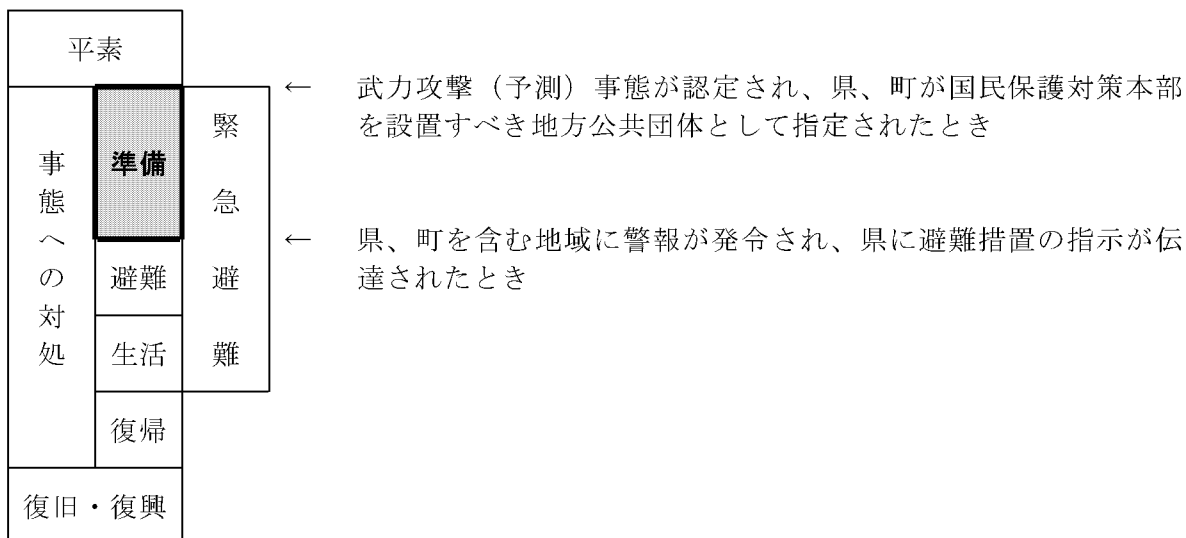 平素
← 武力攻撃（予測）事態が認定され、県、町が国民保護対策本部
を設置すべき地方公共団体として指定されたとき
事態への対処
準備
緊急避難
← 県、町を含む地域に警報が発令され、県に避難措置の指示が伝
達されたとき
避難
生活
復帰
復旧・復興